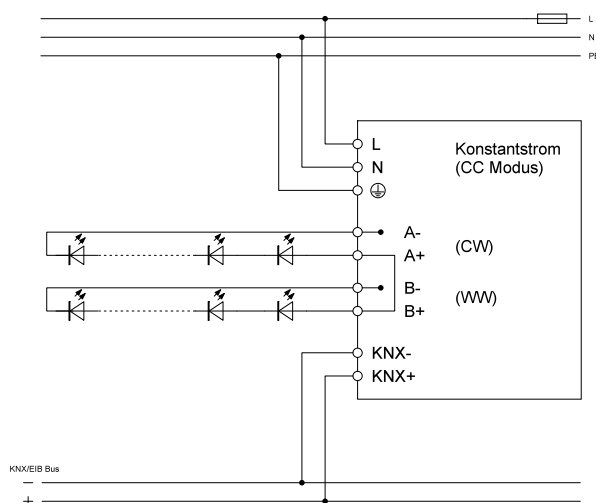 L
N
PE
L
N
Konstantstrom
(CC Modus)
A-
A+
(CW)
B-
B+
(WW)
KNX-
KNX+
KNX/EIB Bus
–
+